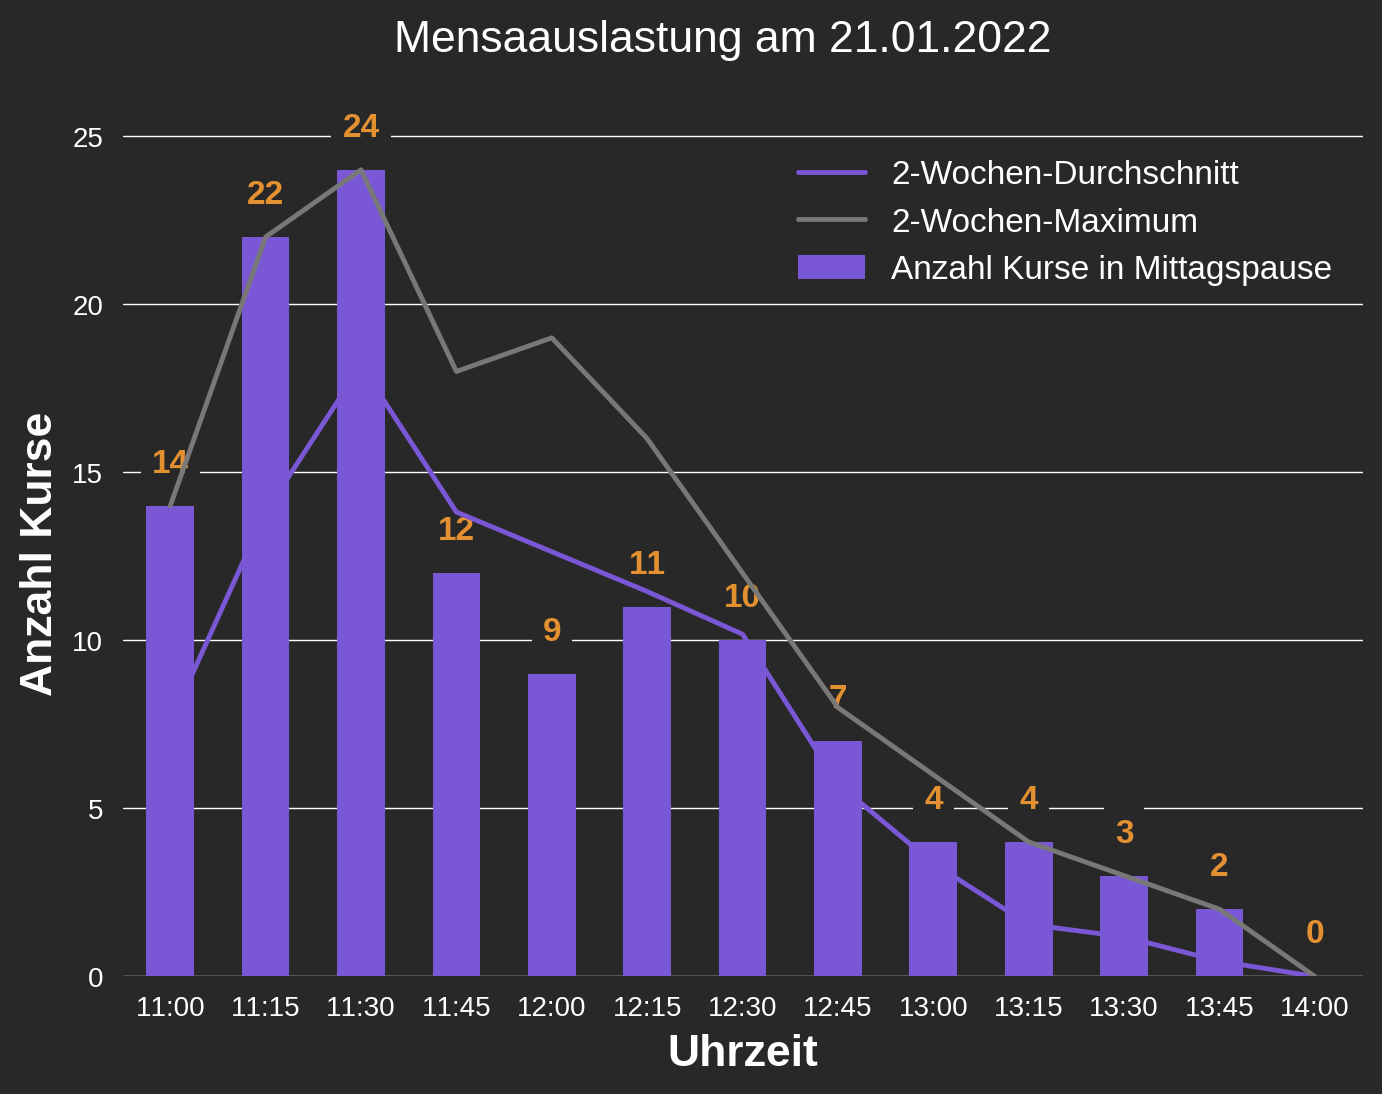 Mensaauslastung am 21.01.2022
2-Wochen-Durchschnitt
2-Wochen-Maximum
Anzahl Kurse in Mittagspause
Anzahl Kurse
25
20
15
10
5
0
14
22
24
12
9
11
10
7
4
4
3
2
0
11:00 11:15 11:30 11:45 12:00 12:15 12:30 12:45 13:00 13:15 13:30 13:45 14:00
Uhrzeit